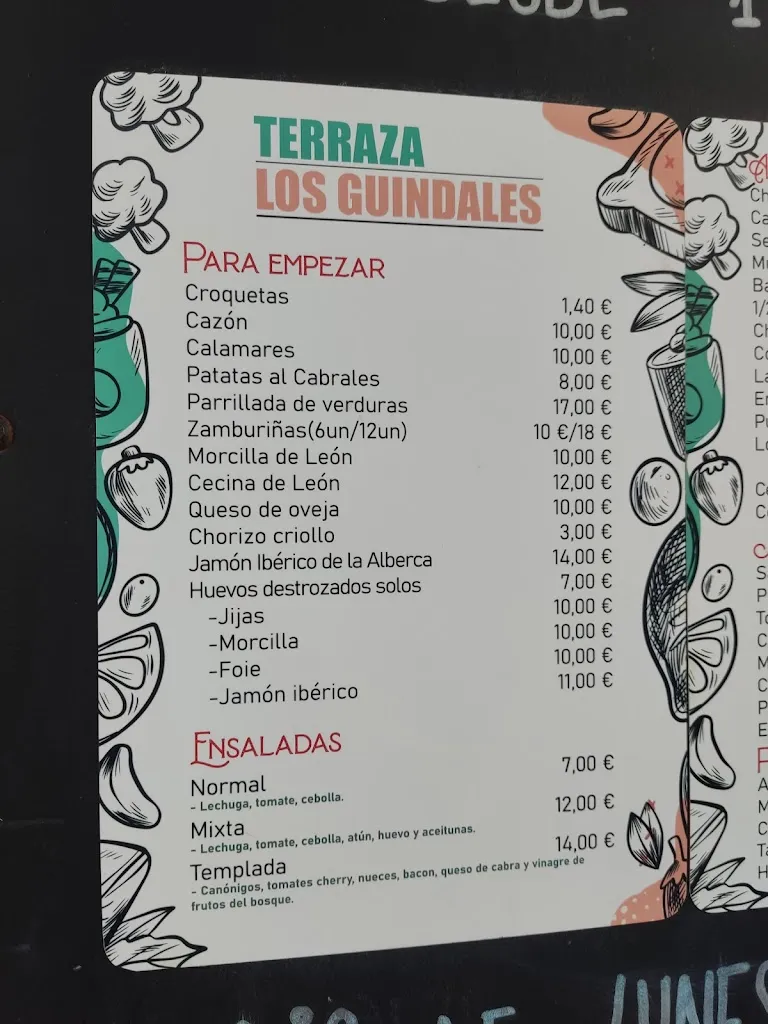 TERRAZA
LOS GUINDALES
PARA EMPEZAR
Croquetas 1,40 €
Cazón 10,00 €
Calamares 10,00 €
Patatas al Cabrales 8,00 €
Parrillada de verduras 17,00 €
Zamburiñas(6un/12un) 10 €/18 €
Morcilla de León 10,00 €
Cecina de León 12,00 €
Queso de oveja 10,00 €
Chorizo criollo 3,00 €
Jamón Ibérico de la Alberca 14,00 €
Huevos destrozados solos 7,00 €
-Jijas 10,00 €
-Morcilla 10,00 €
-Foie 10,00 €
-Jamón ibérico 11,00 €
ENSALADAS
Normal 7,00 €
- Lechuga, tomate, cebolla.
Mixta 12,00 €
- Lechuga, tomate, cebolla, atún, huevo y aceitunas.
Templada 14,00 €
- Canónigos, tomates cherry, nueces, bacon, queso de cabra y vinagre de
frutos del bosque.
LUNES